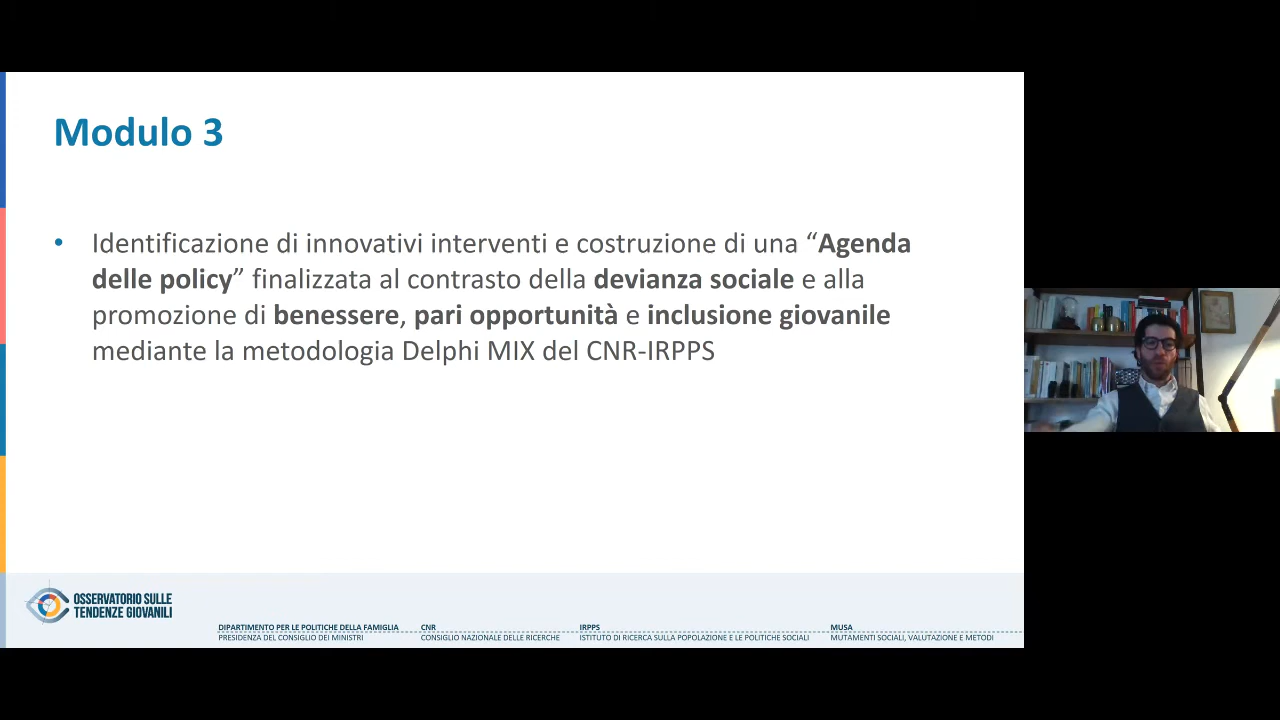 Modulo 3
• Identificazione di innovativi interventi e costruzione di una “Agenda
delle policy” finalizzata al contrasto della devianza sociale e alla
promozione di benessere, pari opportunità e inclusione giovanile
mediante la metodologia Delphi MIX del CNR-IRPPS
OSSERVATORIO SULLE
TENDENZE GIOVANILI
DIPARTIMENTO PER LE POLITICHE DELLA FAMIGLIA
PRESIDENZA DEL CONSIGLIO DEI MINISTRI
CNR
CONSIGLIO NAZIONALE DELLE RICERCHE
IRPPS
ISTITUTO DI RICERCA SULLA POPOLAZIONE E LE POLITICHE SOCIALI
MUSA
MUTAMENTI SOCIALI, VALUTAZIONE E METODI